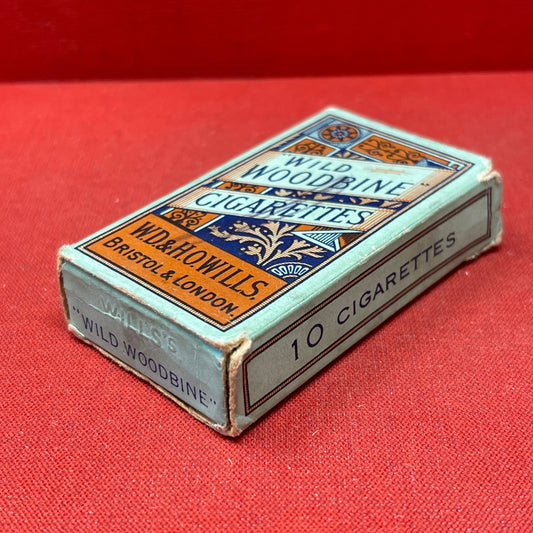 "WILD
WOODBINE"
CIGARETTES
W.D.& H.O.WILLS.
BRISTOL & LONDON.
WILLS'S
"WILD WOODBINE"
10 CIGARETTES